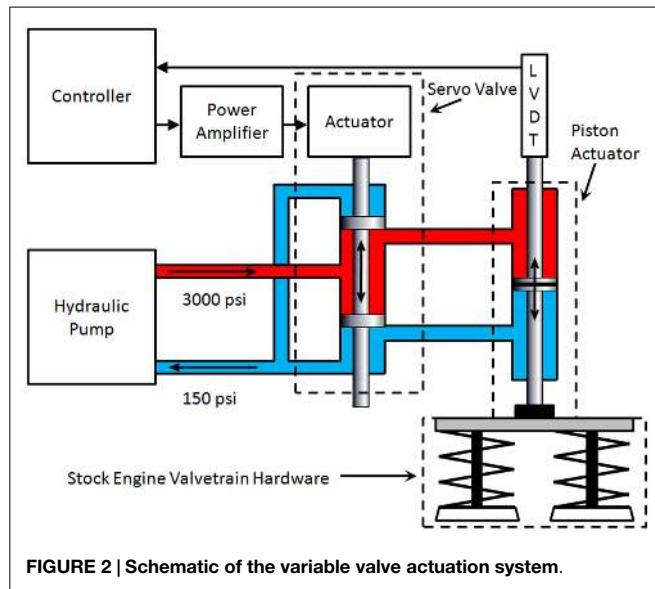 Controller
Power
Amplifier
Actuator
Servo Valve
L
V
D
T
Piston
Actuator
Hydraulic
Pump
3000 psi
150 psi
Stock Engine Valvetrain Hardware
FIGURE 2 | Schematic of the variable valve actuation system.